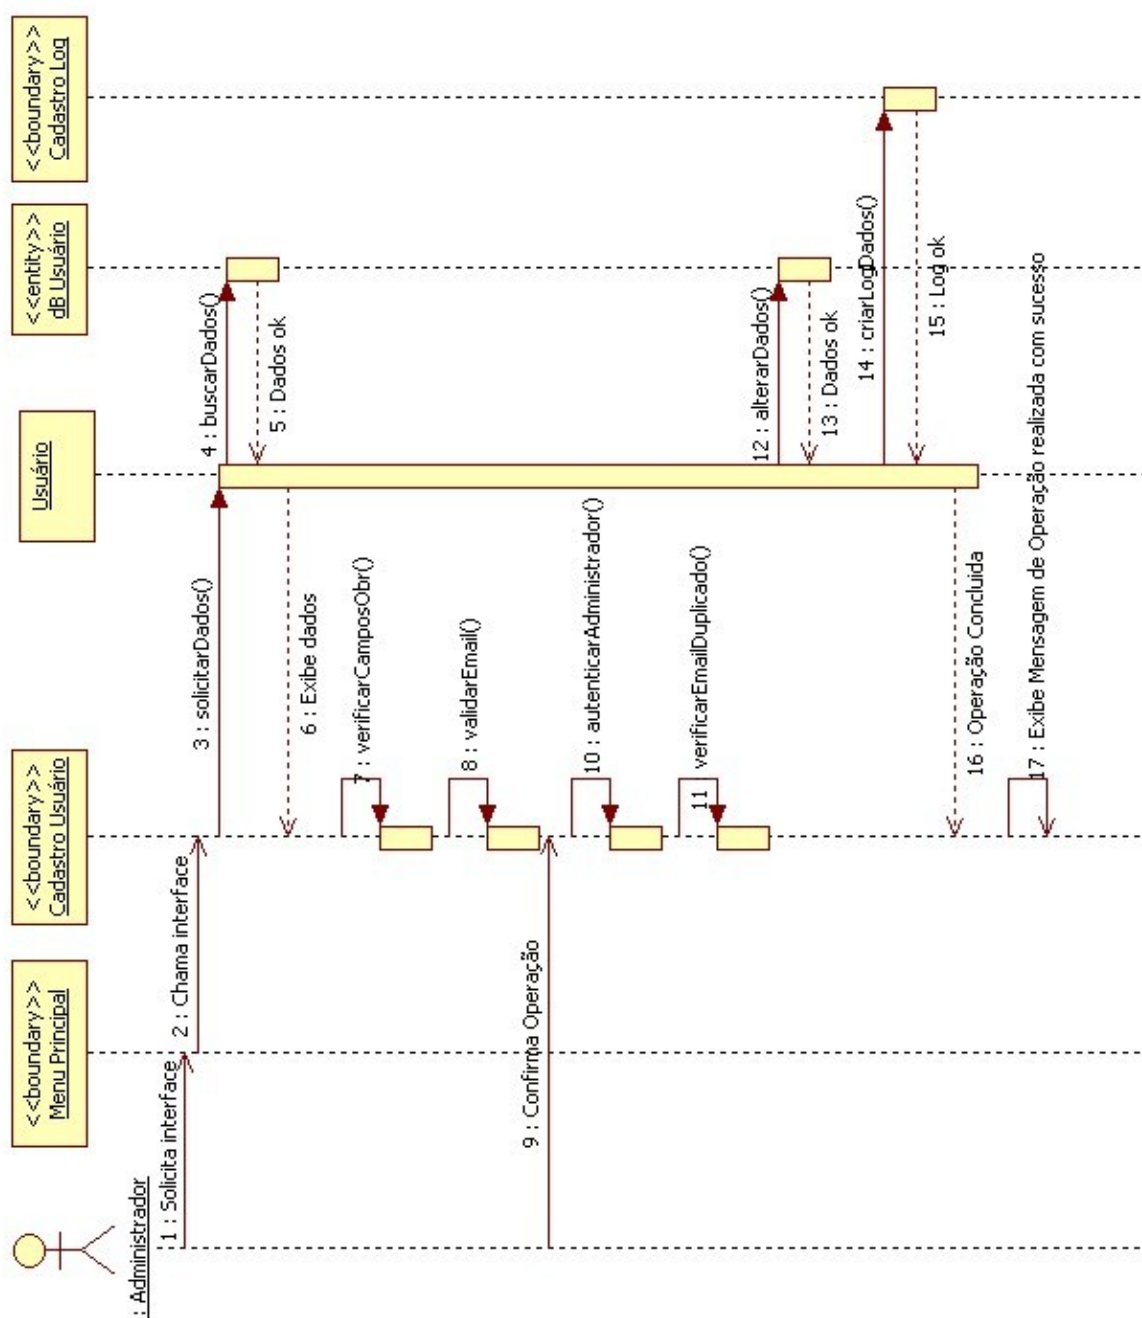 : Administrador
<<boundary>>
Menu Principal
<<boundary>>
Cadastro Usuário
Usuário
<<entity>>
dB Usuário
<<boundary>>
Cadastro Log
1 : Solicita interface
2 : Chama interface
3 : solicitarDados()
4 : buscarDados()
5 : Dados ok
6 : Exibe dados
7 : verificarCamposObr()
8 : validarEmail()
9 : Confirma Operação
10 : autenticarAdministrador()
11 : verificarEmailDuplicado()
12 : alterarDados()
13 : Dados ok
14 : criarLogDados()
15 : Log ok
16 : Operação Concluida
17 : Exibe Mensagem de Operação realizada com sucesso